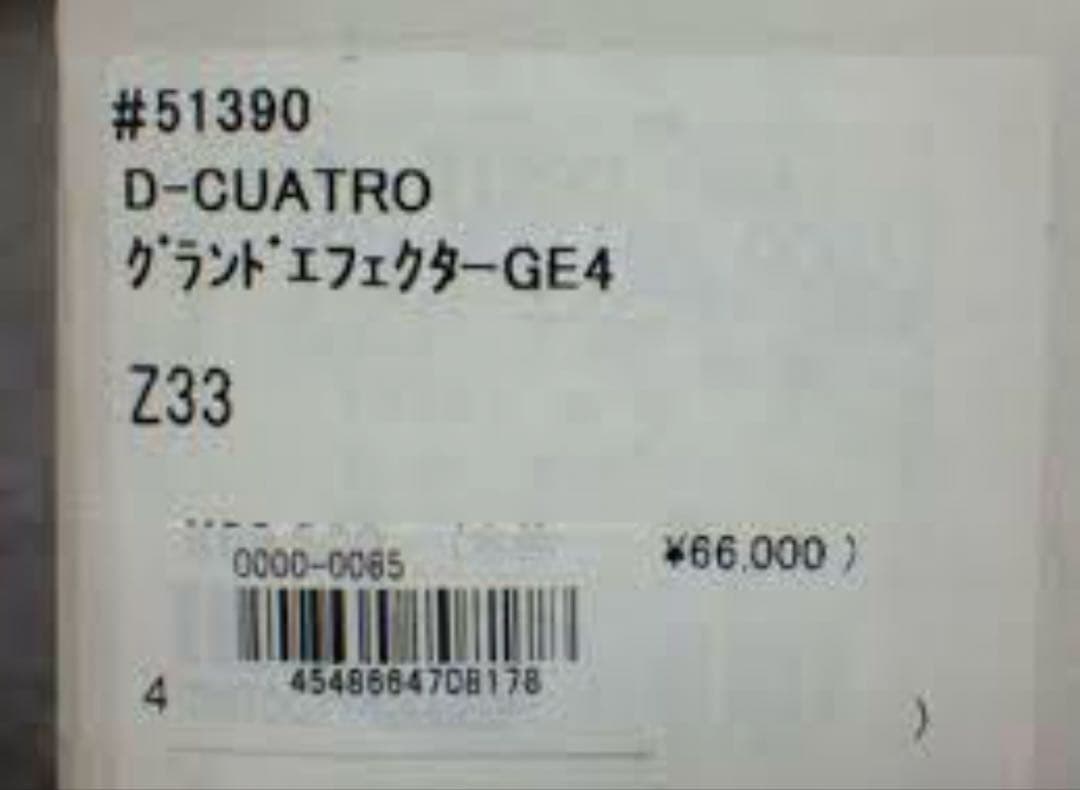 #51390
D-CUATRO
ｸﾞﾗﾝﾄﾞｴﾌｪｸﾀｰGE4
Z33
0000-0085
¥66,000 )
4548664708178
4
)